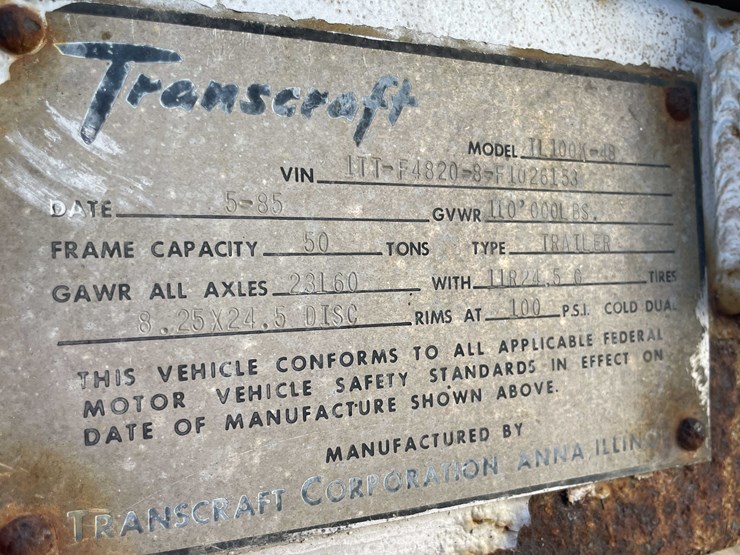 Transcraft
MODEL TL100K-48
VIN 1TT-F4820-8-F1026153
DATE 5-85 GVWR 110'000LBS.
FRAME CAPACITY 50 TONS TYPE TRAILER
GAWR ALL AXLES 23160 WITH 11R24.5 G TIRES
8.25X24.5 DISC RIMS AT 100 P.S.I. COLD DUAL
THIS VEHICLE CONFORMS TO ALL APPLICABLE FEDERAL
MOTOR VEHICLE SAFETY STANDARDS IN EFFECT ON
DATE OF MANUFACTURE SHOWN ABOVE.
MANUFACTURED BY
TRANSCRAFT CORPORATION ANNA, ILLIN